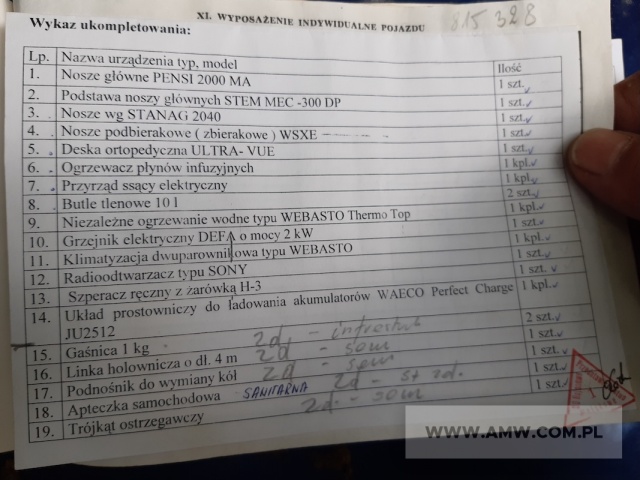 XI. WYPOSAŻENIE INDYWIDUALNE POJAZDU
815 328
Wykaz ukompletowania:
Lp. Nazwa urządzenia typ, model Ilość
1. Nosze główne PENSI 2000 MA 1 szt.
2. Podstawa noszy głównych STEM MEC -300 DP 1 szt.
3. Nosze wg STANAG 2040 1 szt.
4. Nosze podbierakowe ( zbierakowe ) WSXE 1 szt.
5. Deska ortopedyczna ULTRA- VUE 1 szt.
6. Ogrzewacz płynów infuzyjnych 1 kpl.
7. Przyrząd ssący elektryczny 1 kpl.
8. Butle tlenowe 10 l 2 szt.
9. Niezależne ogrzewanie wodne typu WEBASTO Thermo Top 1 kpl.
10. Grzejnik elektryczny DEFA o mocy 2 kW 1 szt.
11. Klimatyzacja dwuparownikowa typu WEBASTO 1 kpl.
12. Radioodtwarzacz typu SONY 1 szt.
13. Szperacz ręczny z żarówką H-3 1 szt.
14. Układ prostowniczy do ładowania akumulatorów WAECO Perfect Charge 1 kpl.
JU2512
15. Gaśnica 1 kg 2d - 2 szt.
16. Linka holownicza o dł. 4 m 2d - 1 szt.
17. Podnośnik do wymiany kół 2d - 1 szt.
18. Apteczka samochodowa SANITARNA 2d - 1 szt.
19. Trójkąt ostrzegawczy 2d - 1 szt.
WWW.AMW.COM.PL